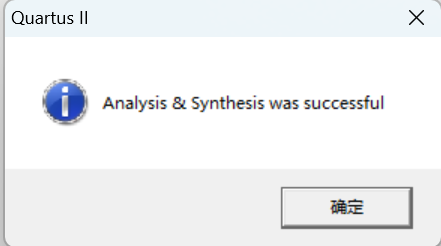 Quartus II
Analysis & Synthesis was successful
确定